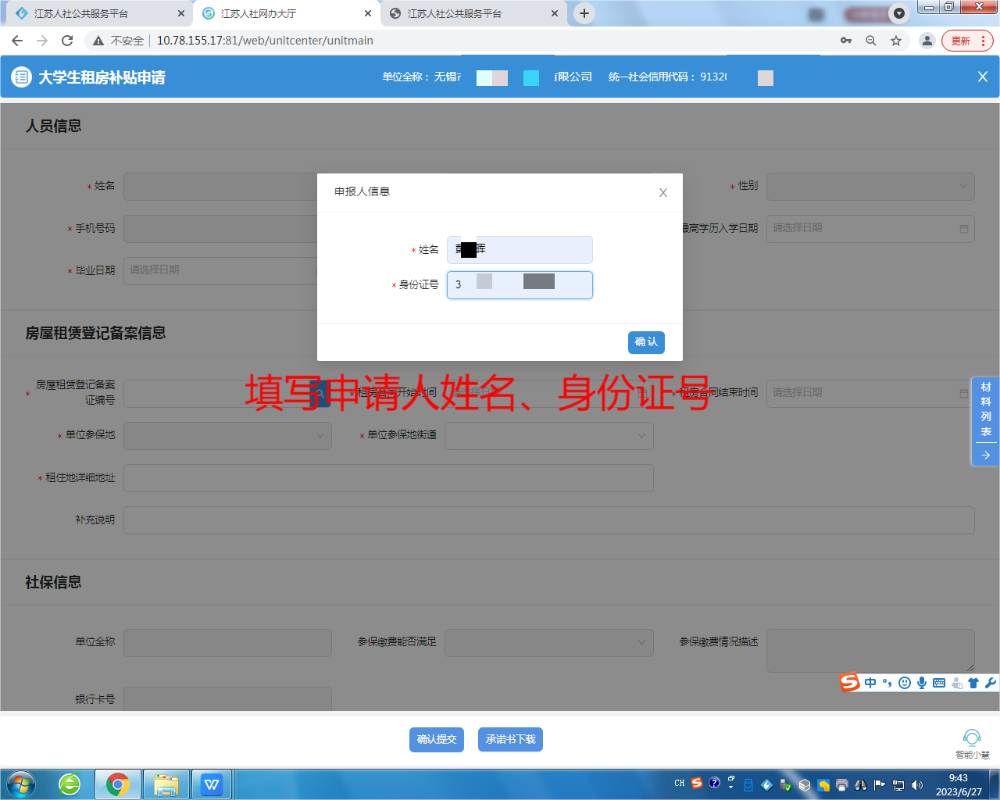 江苏人社公共服务平台
江苏人社网办大厅
江苏人社公共服务平台
不安全
10.78.155.17:81/web/unitcenter/unitmain
更新
大学生租房补贴申请
单位全称： 无锡
有限公司
统一社会信用代码： 9132
人员信息
* 姓名
* 性别
* 手机号码
最高学历入学日期
请选择日期
* 毕业日期
请选择日期
申报人信息
* 姓名
晖
* 身份证号
3
确 认
房屋租赁登记备案信息
* 房屋租赁登记备案
证编号
* 租房合同开始时间
请选择日期
* 租房合同结束时间
请选择日期
填写申请人姓名、身份证号
* 单位参保地
* 单位参保地街道
* 租住地详细地址
补充说明
材
料
列
表
社保信息
单位全称
参保缴费能否满足
参保缴费情况描述
银行卡号
中
确认提交
承诺书下载
智能小慧
CH
9:43
2023/6/27